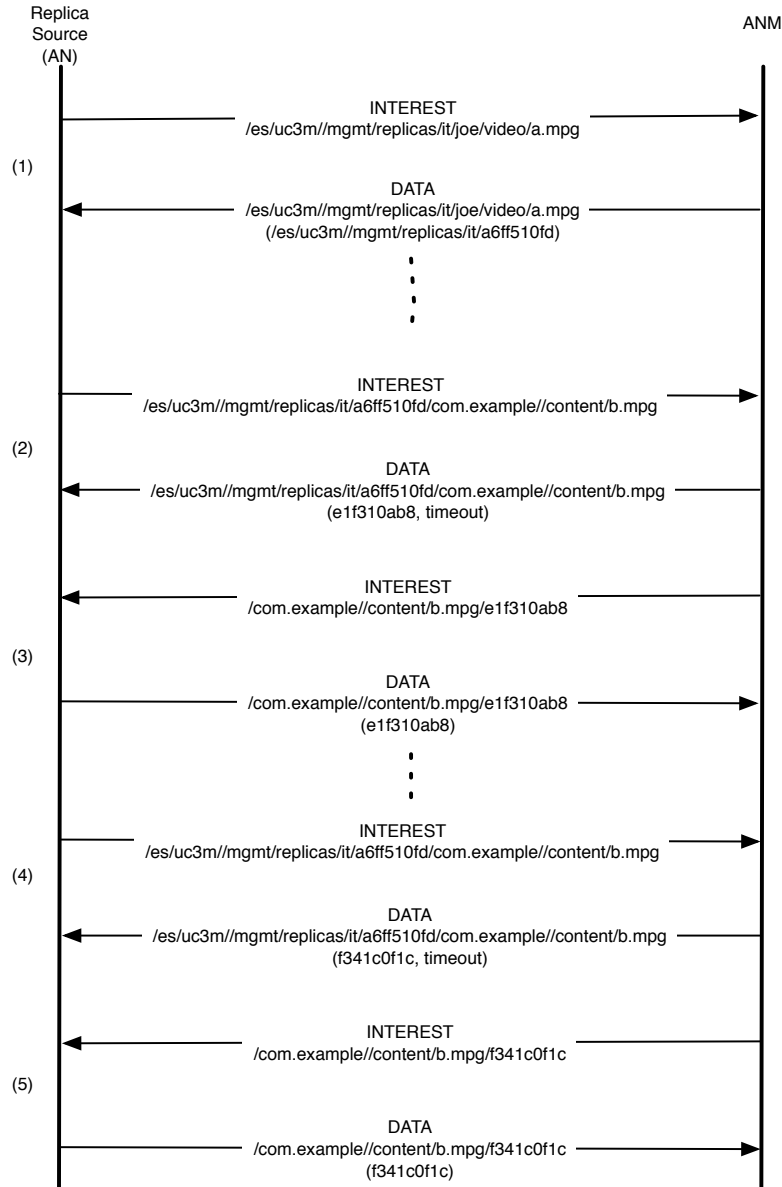 Replica
Source
(AN)
ANM
INTEREST
/es/uc3m//mgmt/replicas/it/joe/video/a.mpg
(1)
DATA
/es/uc3m//mgmt/replicas/it/joe/video/a.mpg
(/es/uc3m//mgmt/replicas/it/a6ff510fd)
INTEREST
/es/uc3m//mgmt/replicas/it/a6ff510fd/com.example//content/b.mpg
(2)
DATA
/es/uc3m//mgmt/replicas/it/a6ff510fd/com.example//content/b.mpg
(e1f310ab8, timeout)
INTEREST
/com.example//content/b.mpg/e1f310ab8
(3)
DATA
/com.example//content/b.mpg/e1f310ab8
(e1f310ab8)
INTEREST
/es/uc3m//mgmt/replicas/it/a6ff510fd/com.example//content/b.mpg
(4)
DATA
/es/uc3m//mgmt/replicas/it/a6ff510fd/com.example//content/b.mpg
(f341c0f1c, timeout)
INTEREST
/com.example//content/b.mpg/f341c0f1c
(5)
DATA
/com.example//content/b.mpg/f341c0f1c
(f341c0f1c)